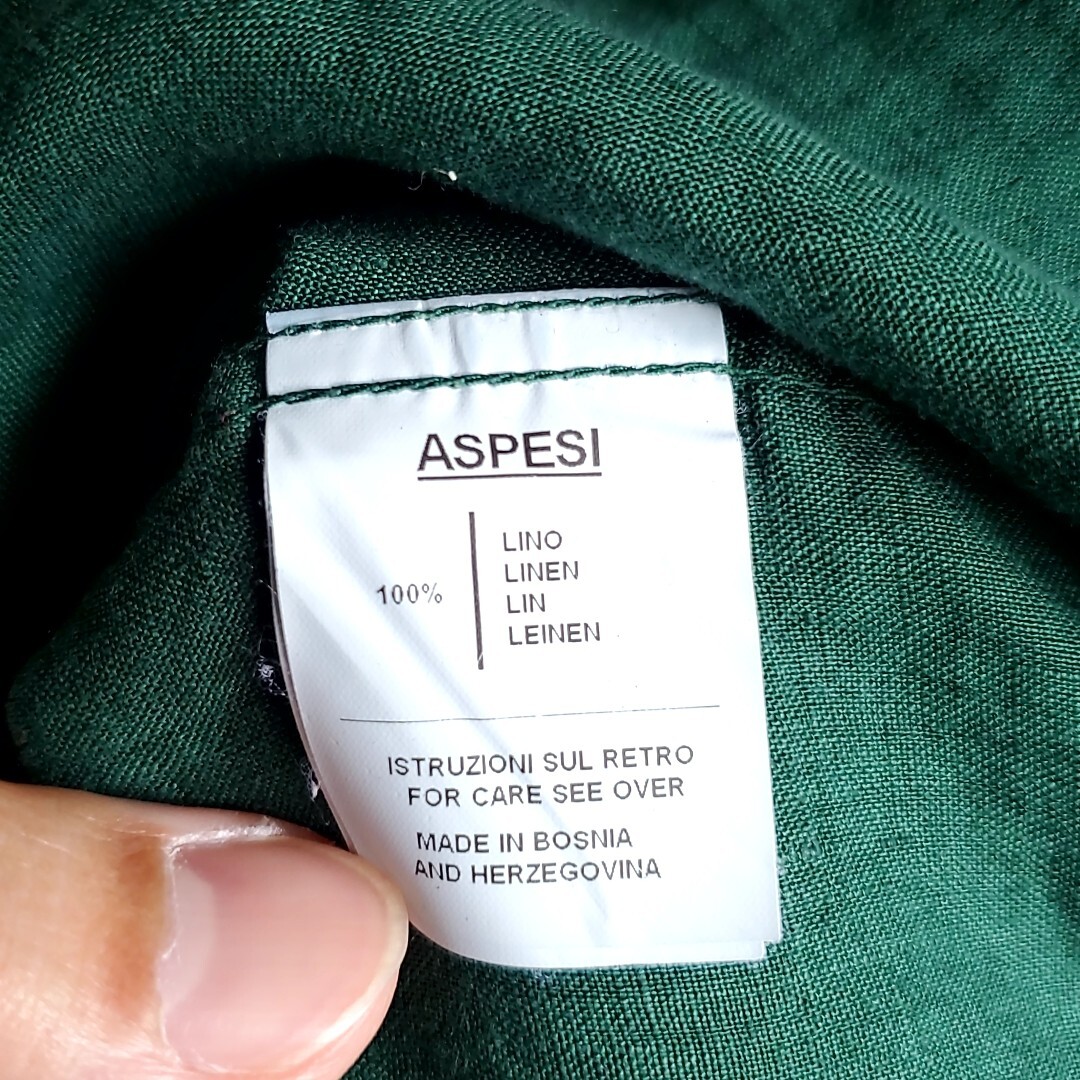 ASPESI
100%
LINO
LINEN
LIN
LEINEN
ISTRUZIONI SUL RETRO
FOR CARE SEE OVER
MADE IN BOSNIA
AND HERZEGOVINA